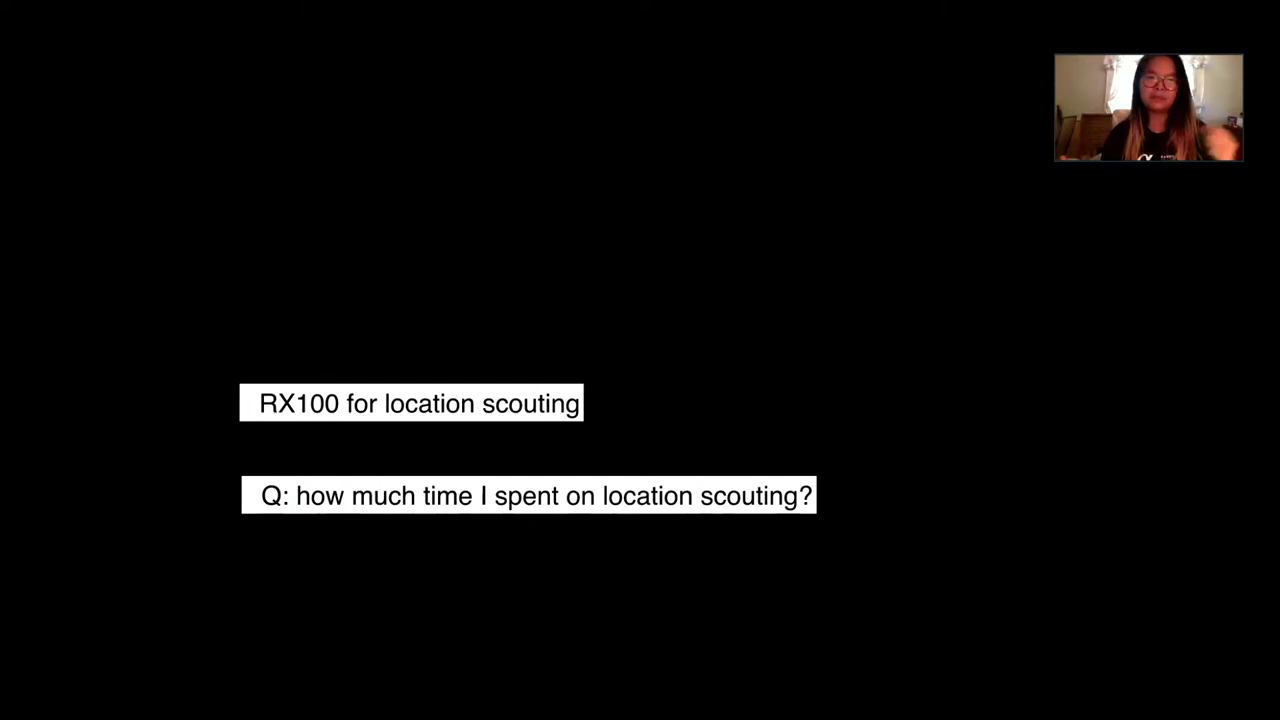 RX100 for location scouting
Q: how much time I spent on location scouting?